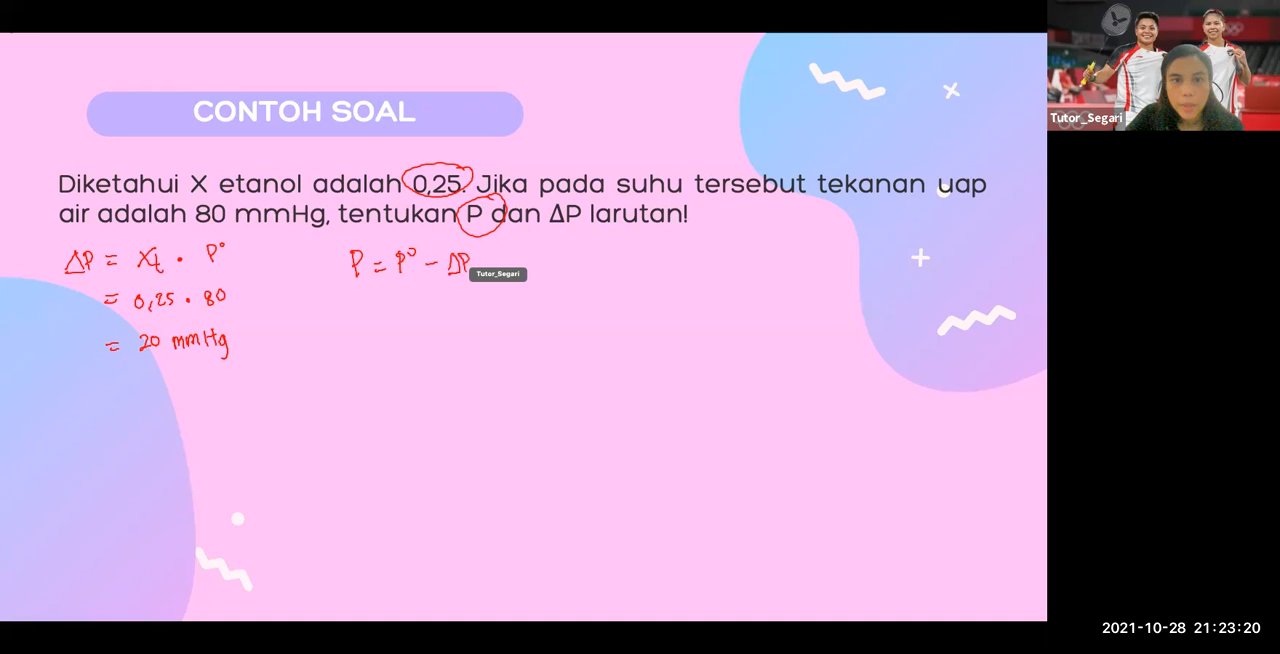 CONTOH SOAL
Diketahui X etanol adalah 0,25. Jika pada suhu tersebut tekanan uap
air adalah 80 mmHg, tentukan P dan ΔP larutan!
ΔP = Xt . P°
= 0,25 . 80
= 20 mmHg
P = P° - ΔP
Tutor_Segari
Tutor_Segari
2021-10-28 21:23:20